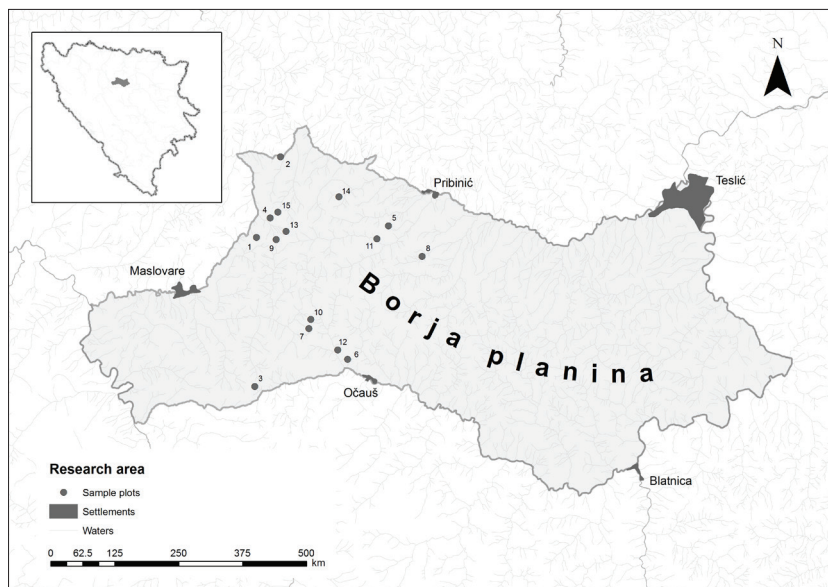 N
2
Pribinić
Teslić
14
15
4
5
13
1
9
11
8
Maslovare
Borja planina
10
7
12
6
3
Očauš
Blatnica
Research area
Sample plots
Settlements
Waters
0 62.5 125 250 375 500
km